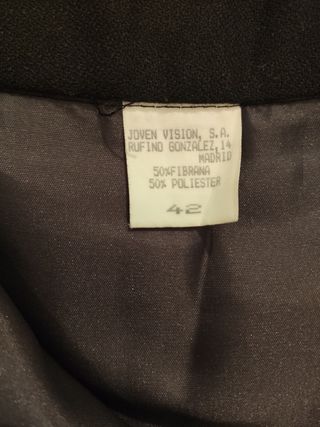 JOVEN VISION, S.A.
RUFINO GONZALEZ, 14
MADRID
50%FIBRANA
50% POLIESTER
42